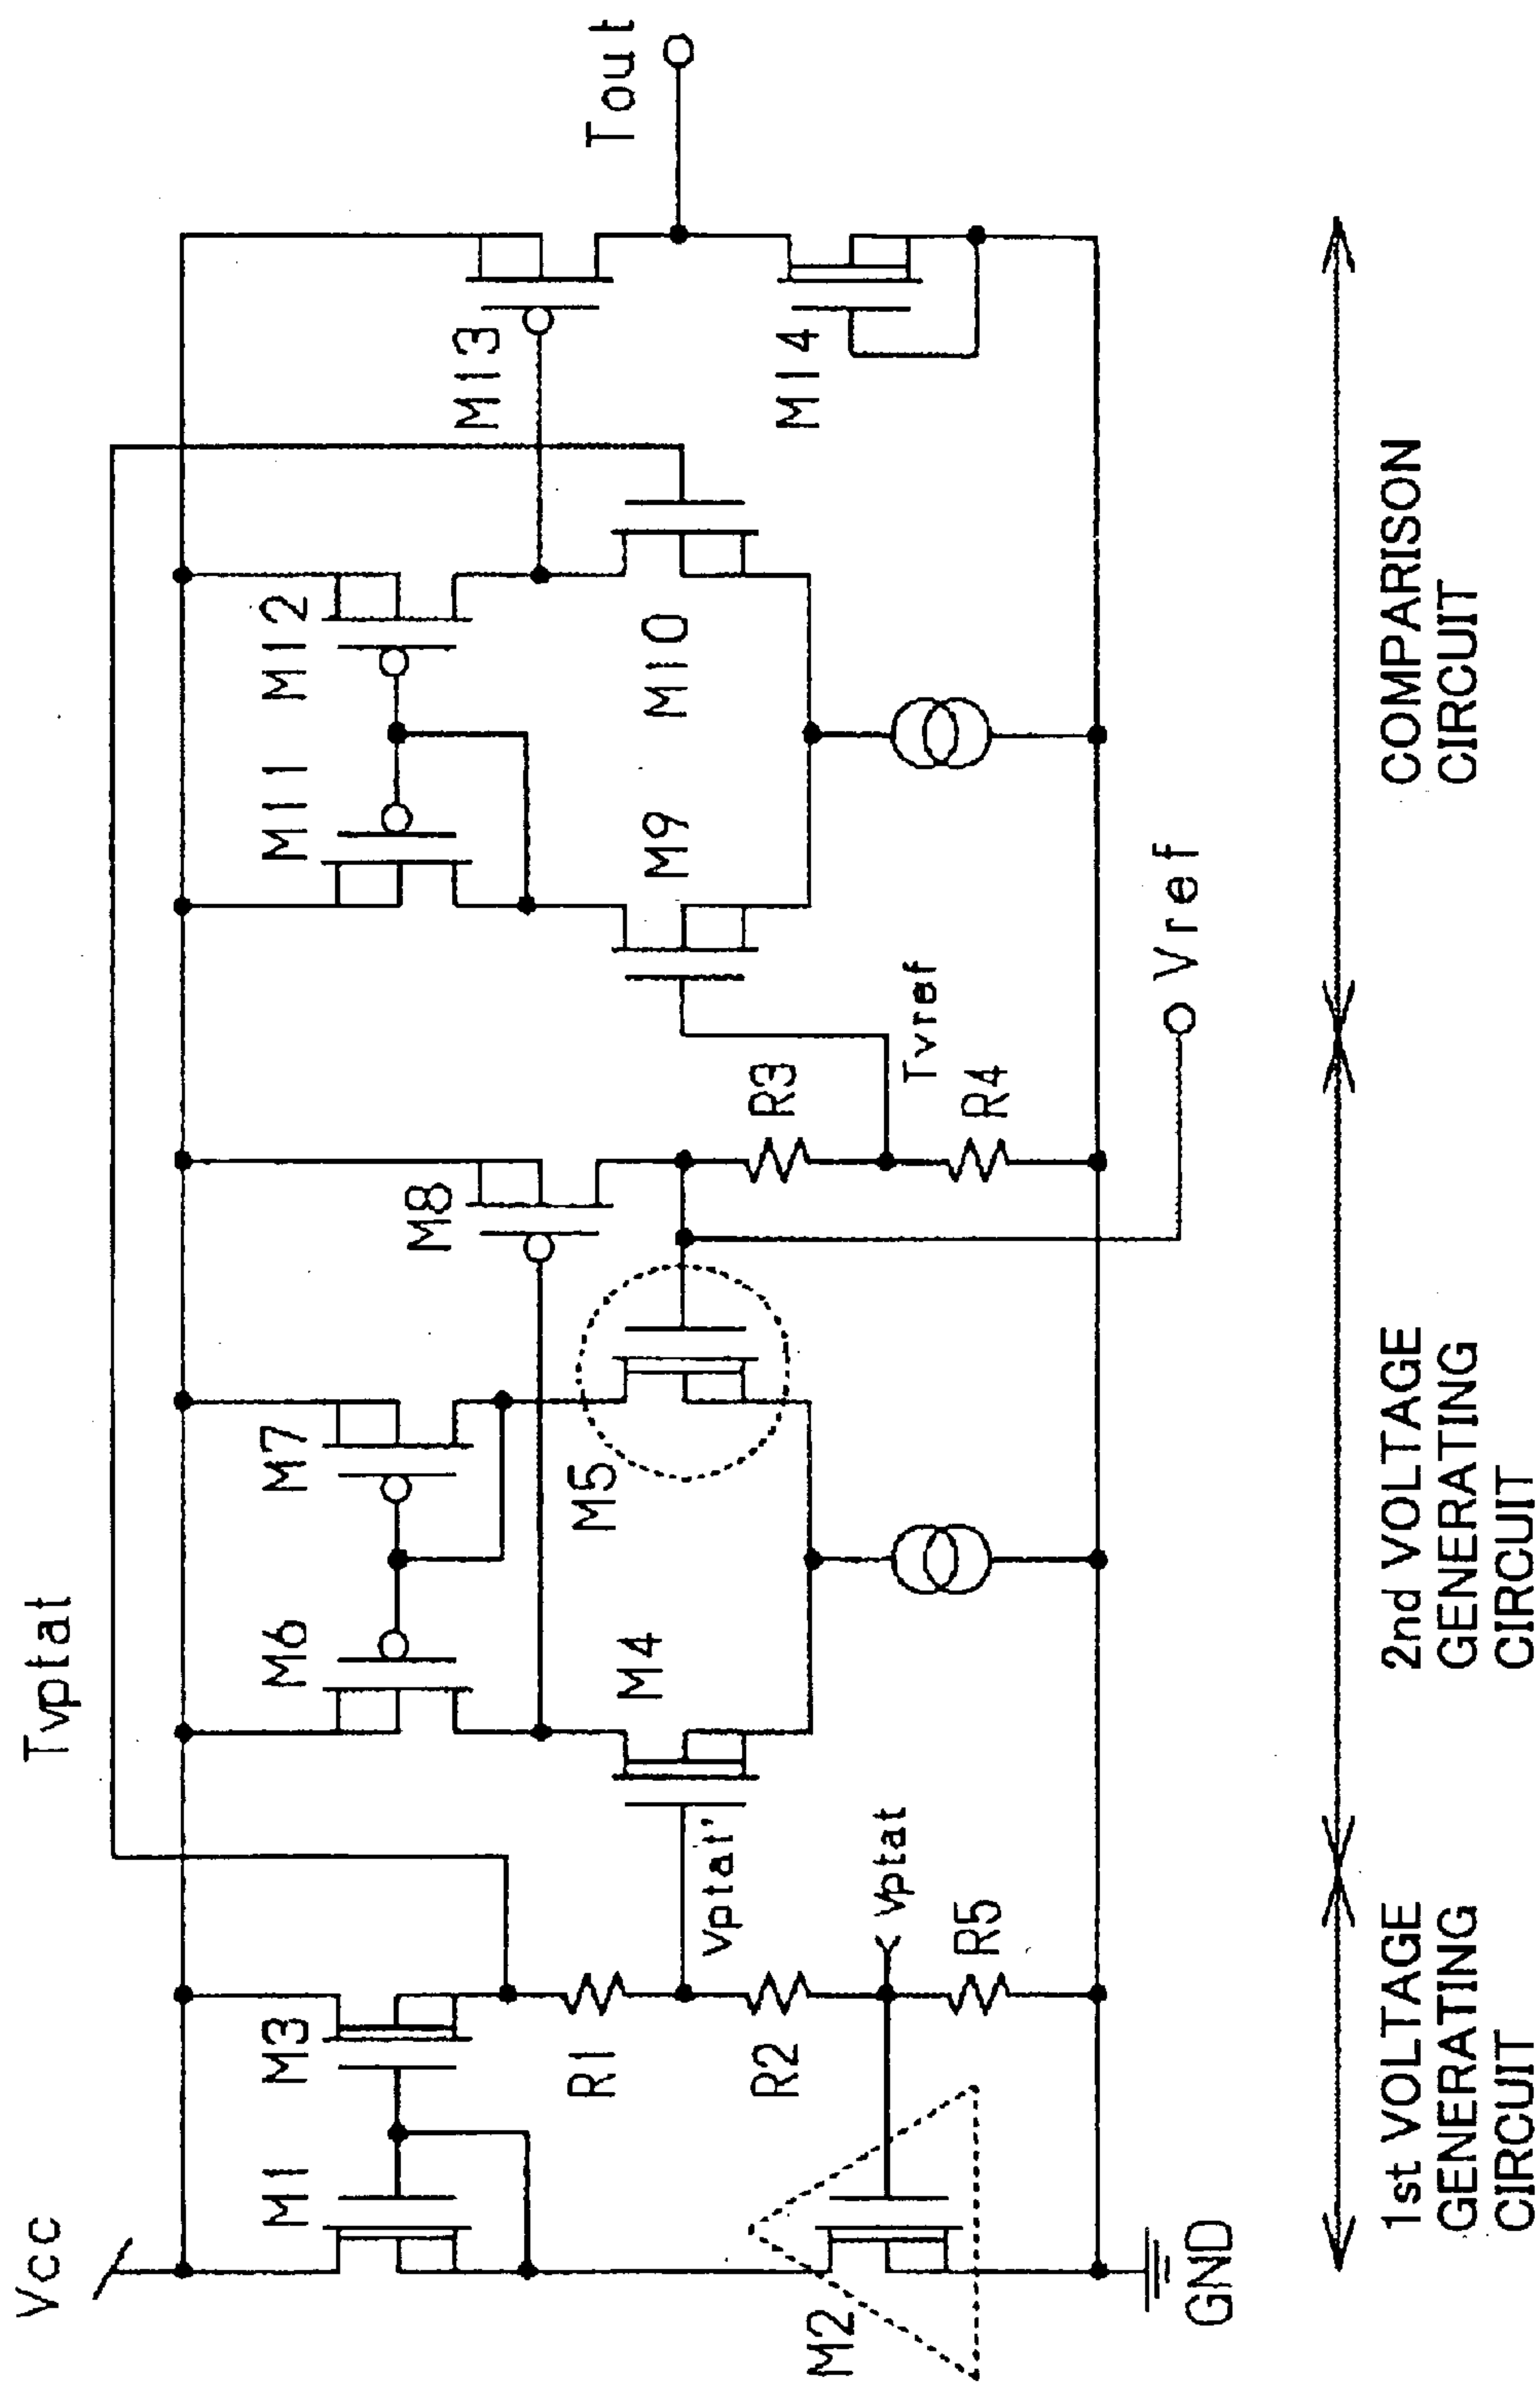 Vcc
Tvptat
M1
M3
M6
M7
M11
M12
M8
M13
Tout
R1
M4
M5
M9
M10
Vptat'
R2
R3
M14
M2
Vptat
Tvref
R5
R4
GND
Vref
1st VOLTAGE
GENERATING
CIRCUIT
2nd VOLTAGE
GENERATING
CIRCUIT
COMPARISON
CIRCUIT